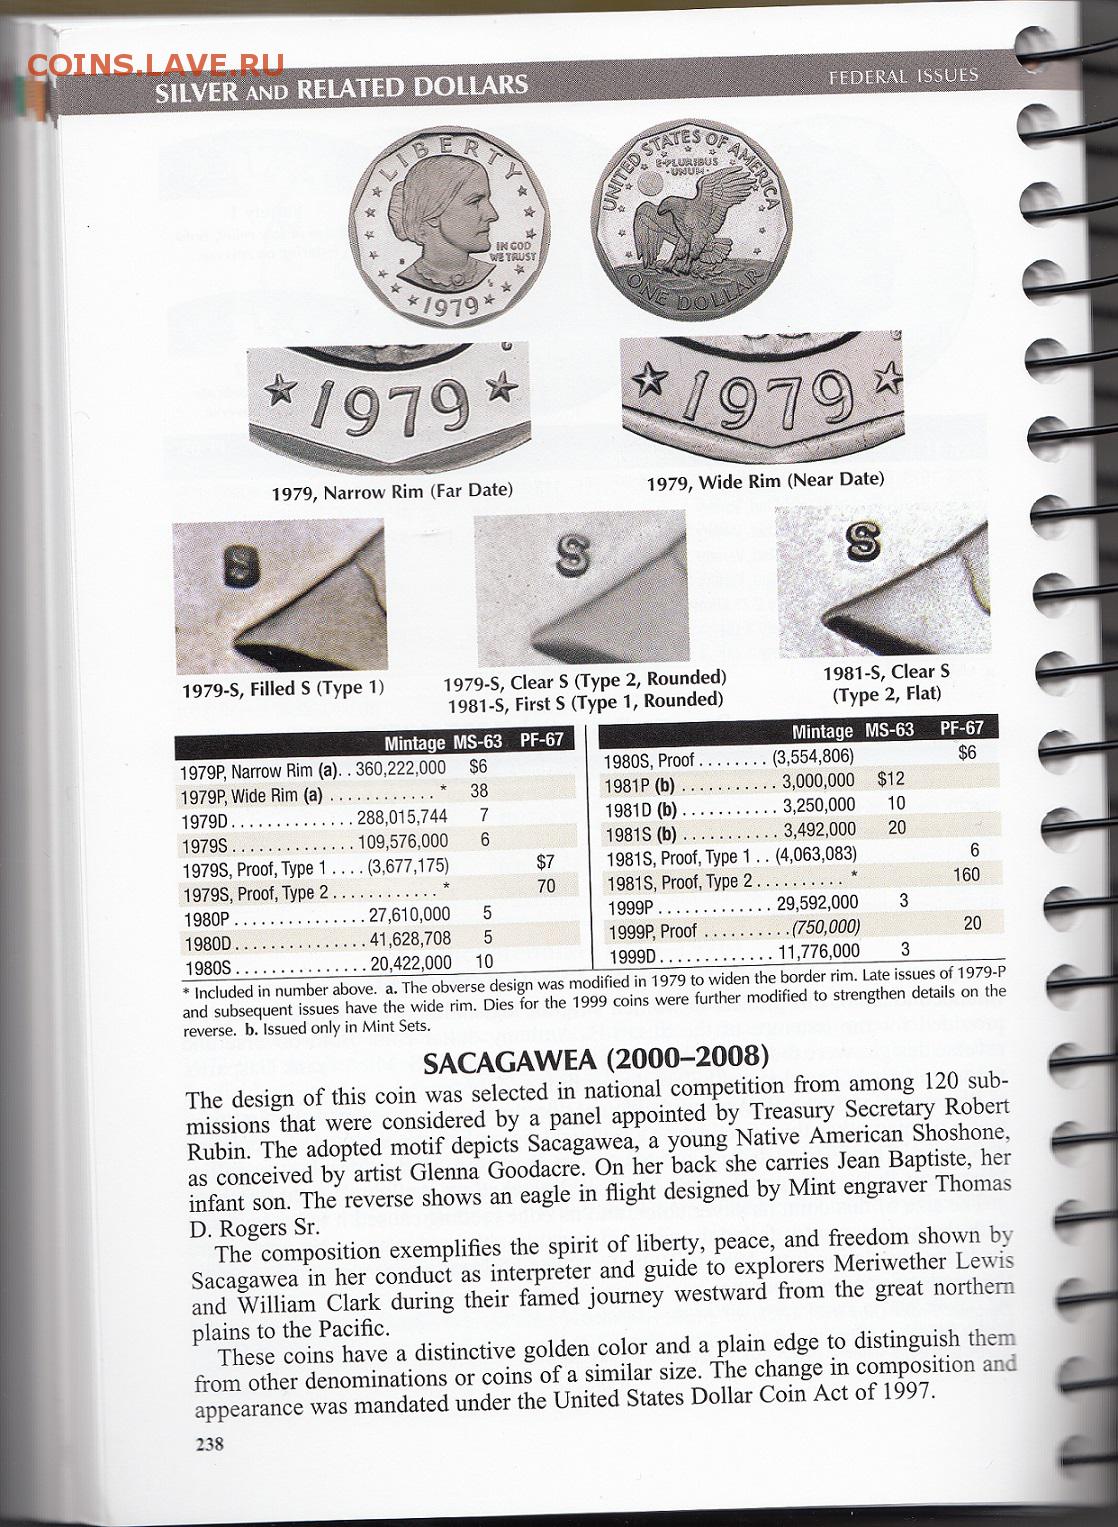 COINS.LAVE.RU
SILVER AND RELATED DOLLARS
FEDERAL ISSUES
LIBERTY
IN GOD
WE TRUST
1979
UNITED STATES OF AMERICA
E·PLURIBUS
·UNUM·
ONE DOLLAR
1979
1979
1979, Narrow Rim (Far Date)
1979, Wide Rim (Near Date)
S
S
S
1979-S, Filled S (Type 1)
1979-S, Clear S (Type 2, Rounded)
1981-S, First S (Type 1, Rounded)
1981-S, Clear S
(Type 2, Flat)
Mintage MS-63 PF-67
1979P, Narrow Rim (a). . 360,222,000 $6
1979P, Wide Rim (a) . . . . . . . . . . . . * 38
1979D . . . . . . . . . . . . . . 288,015,744 7
1979S . . . . . . . . . . . . . . 109,576,000 6
1979S, Proof, Type 1 . . . . (3,677,175) $7
1979S, Proof, Type 2 . . . . . . . . . . . . * 70
1980P . . . . . . . . . . . . . . . 27,610,000 5
1980D . . . . . . . . . . . . . . . 41,628,708 5
1980S . . . . . . . . . . . . . . . 20,422,000 10
Mintage MS-63 PF-67
1980S, Proof . . . . . . . . (3,554,806) $6
1981P (b) . . . . . . . . . . . 3,000,000 $12
1981D (b) . . . . . . . . . . . 3,250,000 10
1981S (b) . . . . . . . . . . . 3,492,000 20
1981S, Proof, Type 1 . . (4,063,083) 6
1981S, Proof, Type 2 . . . . . . . . . . * 160
1999P . . . . . . . . . . . . . 29,592,000 3
1999P, Proof . . . . . . . . . . (750,000) 20
1999D . . . . . . . . . . . . . 11,776,000 3
* Included in number above. a. The obverse design was modified in 1979 to widen the border rim. Late issues of 1979-P
and subsequent issues have the wide rim. Dies for the 1999 coins were further modified to strengthen details on the
reverse. b. Issued only in Mint Sets.
SACAGAWEA (2000–2008)
The design of this coin was selected in national competition from among 120 sub-
missions that were considered by a panel appointed by Treasury Secretary Robert
Rubin. The adopted motif depicts Sacagawea, a young Native American Shoshone,
as conceived by artist Glenna Goodacre. On her back she carries Jean Baptiste, her
infant son. The reverse shows an eagle in flight designed by Mint engraver Thomas
D. Rogers Sr.
The composition exemplifies the spirit of liberty, peace, and freedom shown by
Sacagawea in her conduct as interpreter and guide to explorers Meriwether Lewis
and William Clark during their famed journey westward from the great northern
plains to the Pacific.
These coins have a distinctive golden color and a plain edge to distinguish them
from other denominations or coins of a similar size. The change in composition and
appearance was mandated under the United States Dollar Coin Act of 1997.
238